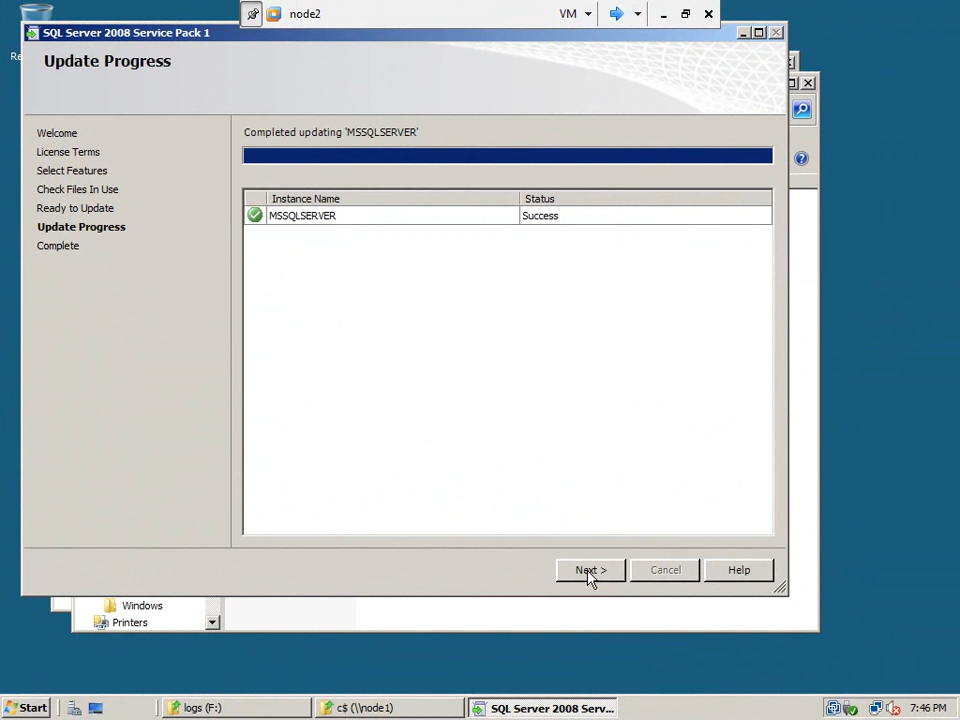 node2
VM
Re
SQL Server 2008 Service Pack 1
Update Progress
Welcome
License Terms
Select Features
Check Files In Use
Ready to Update
Update Progress
Complete
Completed updating 'MSSQLSERVER'
Instance Name Status
MSSQLSERVER Success
Next > Cancel Help
Windows
Printers
Start logs (F:) c$ (\\node1) SQL Server 2008 Serv... 7:46 PM